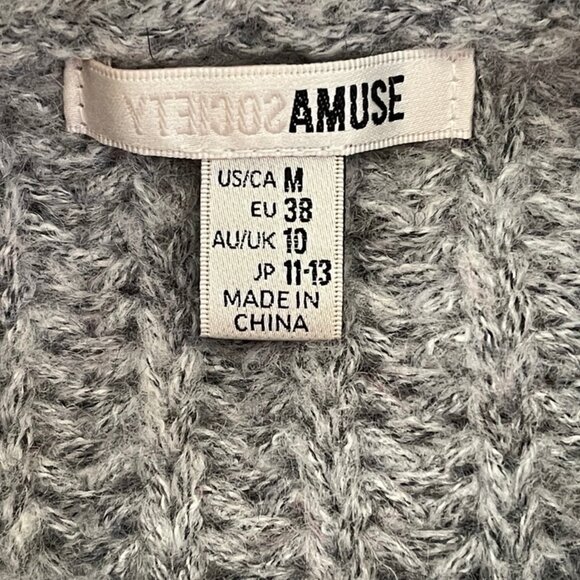 SOCIETY AMUSE
US/CA M
EU 38
AU/UK 10
JP 11-13
MADE IN
CHINA